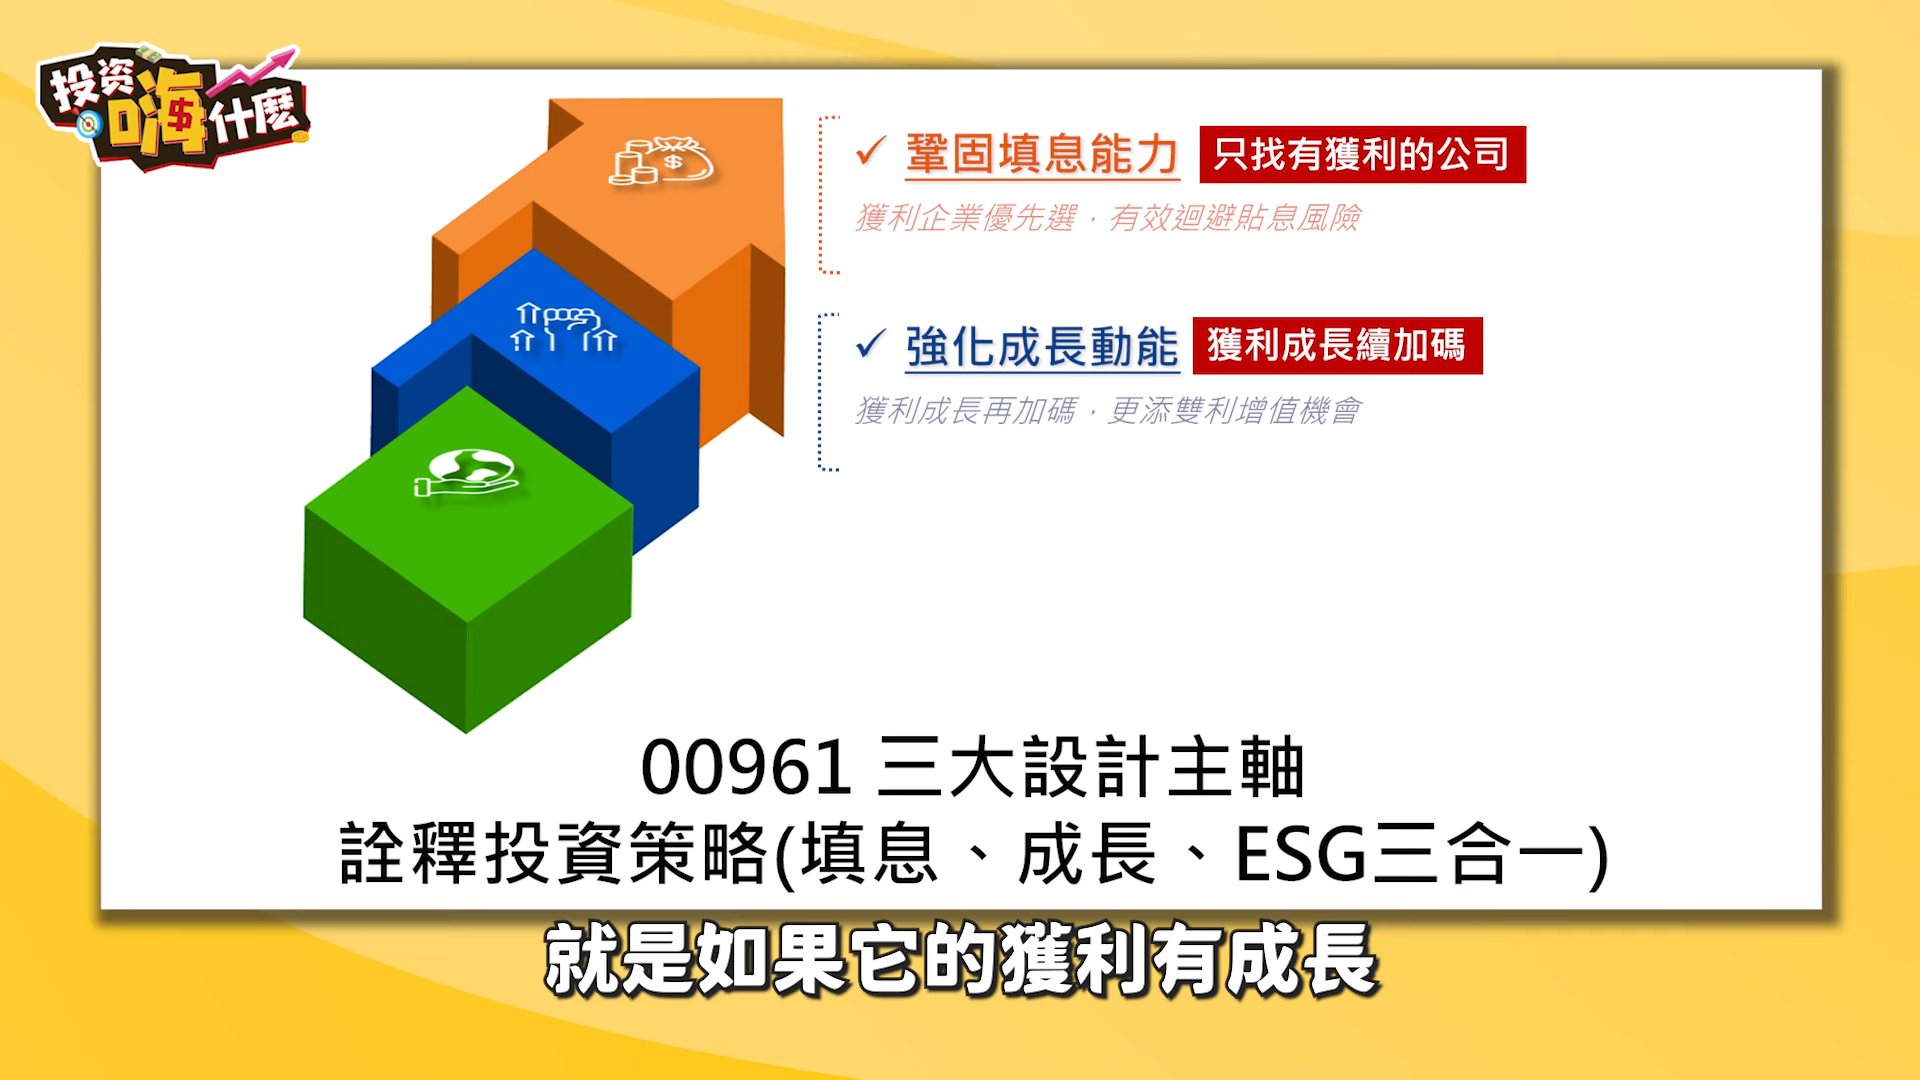 投资
嗨
什麼
✓ 鞏固填息能力 只找有獲利的公司
獲利企業優先選，有效迴避貼息風險
✓ 強化成長動能 獲利成長續加碼
獲利成長再加碼，更添雙利增值機會
00961 三大設計主軸
詮釋投資策略(填息、成長、ESG三合一)
就是如果它的獲利有成長